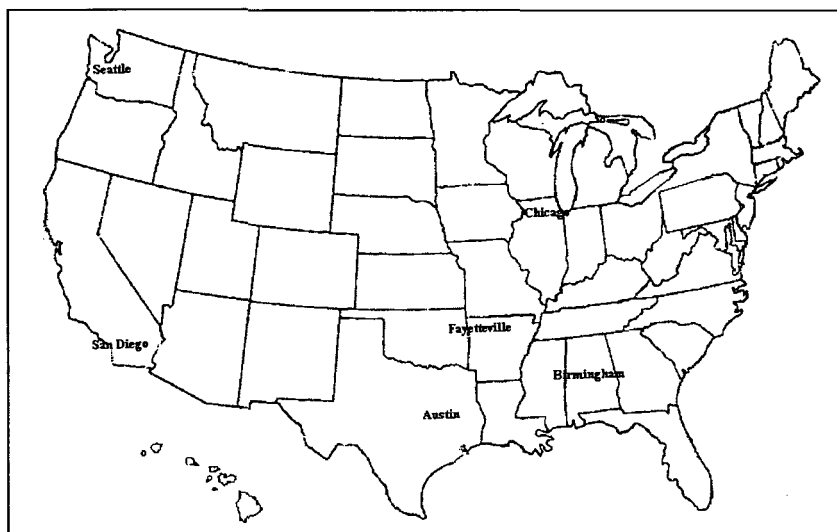 Seattle
Chicago
Fayetteville
San Diego
Birmingham
Austin